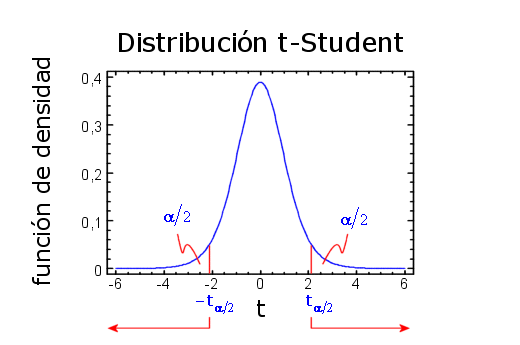 Distribución t-Student
función de densidad
0,4
0,3
0,2
0,1
0
α/2
α/2
-6 -4 -2 0 2 4 6
-tα/2 t tα/2